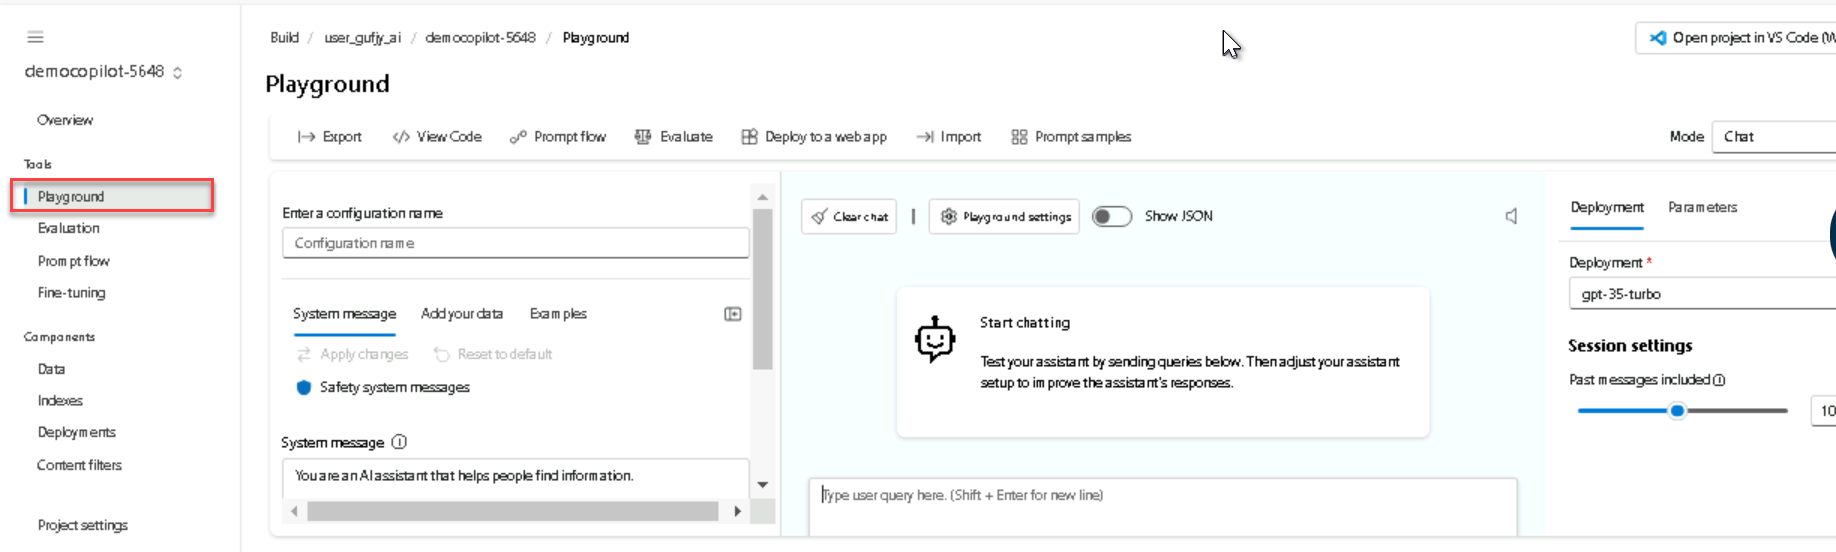 Build / user_gufjy_ai / democopilot-5648 / Playground
Open project in VS Code (W
democopilot-5648
Playground
Overview
Tools
Playground
Evaluation
Prompt flow
Fine-tuning
Components
Data
Indexes
Deployments
Content filters
Project settings
Export View Code Prompt flow Evaluate Deploy to a web app Import Prompt samples
Mode Chat
Enter a configuration name
Configuration name
System message Add your data Examples
Apply changes Reset to default
Safety system messages
System message
You are an AI assistant that helps people find information.
Clear chat | Playground settings Show JSON
Start chatting
Test your assistant by sending queries below. Then adjust your assistant
setup to improve the assistant's responses.
Type user query here. (Shift + Enter for new line)
Deployment Parameters
Deployment *
gpt-35-turbo
Session settings
Past messages included
10